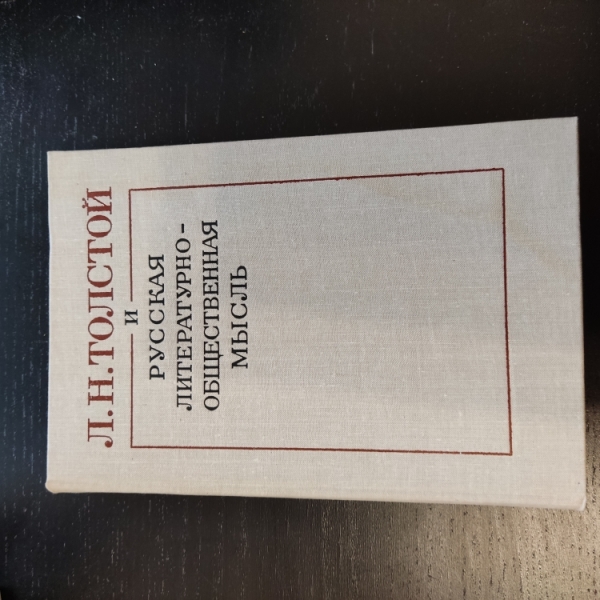 Л.Н.ТОЛСТОЙ
И
РУССКАЯ
ЛИТЕРАТУРНО-
ОБЩЕСТВЕННАЯ
МЫСЛЬ